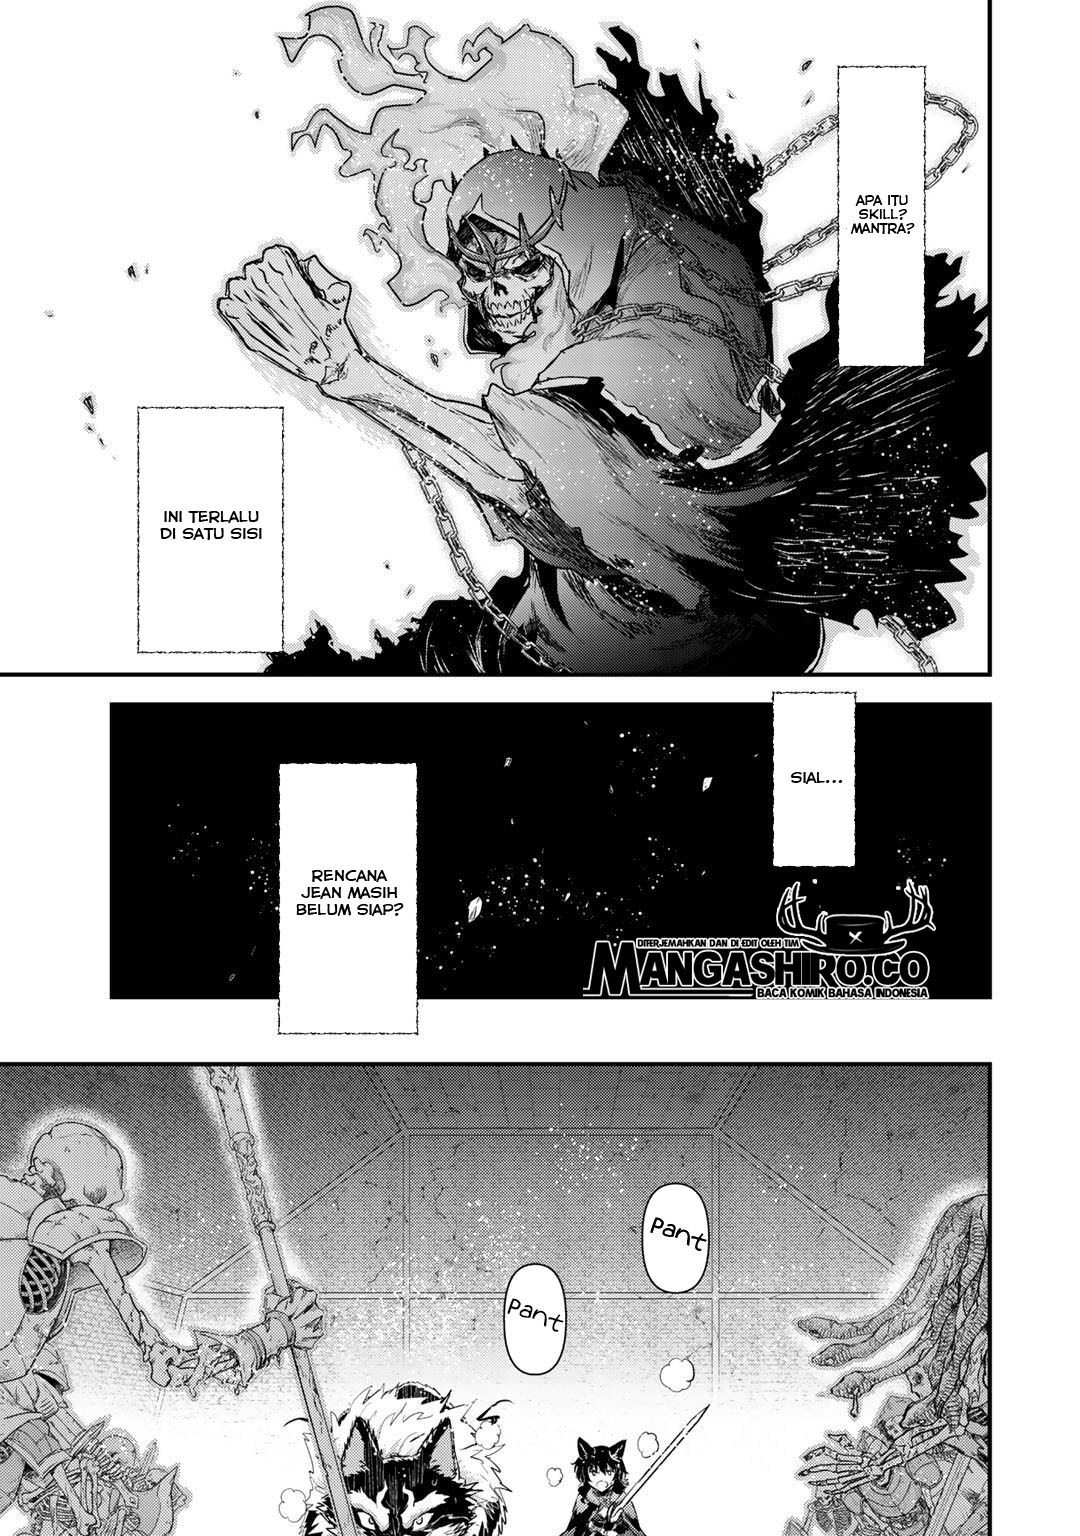 APA ITU
SKILL?
MANTRA?
INI TERLALU
DI SATU SISI
SIAL...
RENCANA
JEAN MASIH
BELUM SIAP?
DITERJEMAHKAN DAN DI EDIT OLEH TIM
MANGASHIRO.CO
BACA KOMIK BAHASA INDONESIA
Pant
Pant